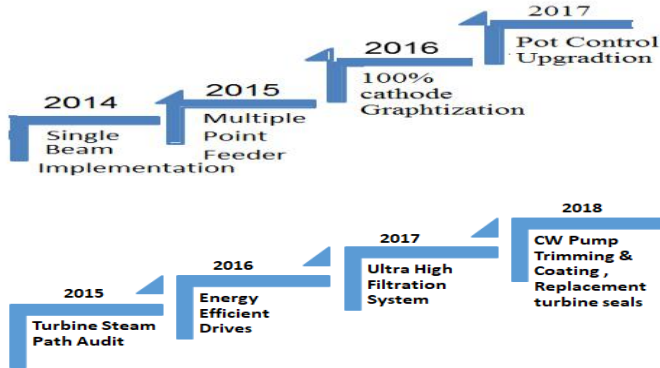 2014
Single
Beam
Implementation
2015
Multiple
Point
Feeder
2016
100%
cathode
Graphtization
2017
Pot Control
Upgradtion
2015
Turbine Steam
Path Audit
2016
Energy
Efficient
Drives
2017
Ultra High
Filtration
System
2018
CW Pump
Trimming &
Coating ,
Replacement
turbine seals